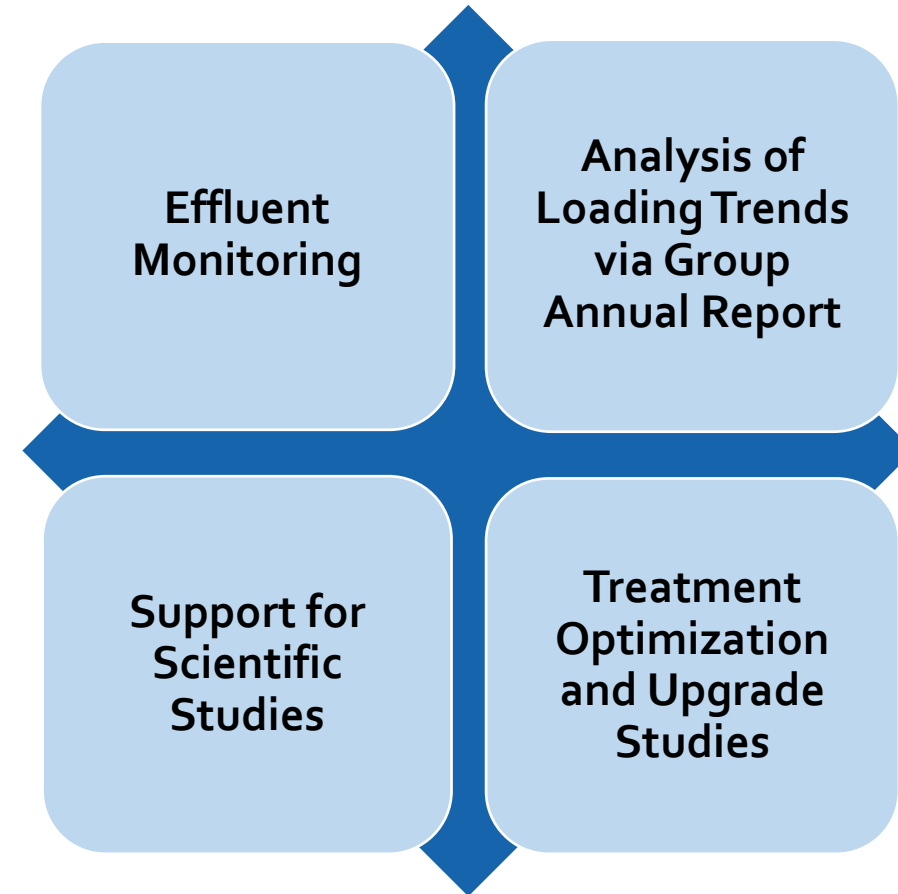 Effluent
Monitoring
Analysis of
Loading Trends
via Group
Annual Report
Support for
Scientific
Studies
Treatment
Optimization
and Upgrade
Studies